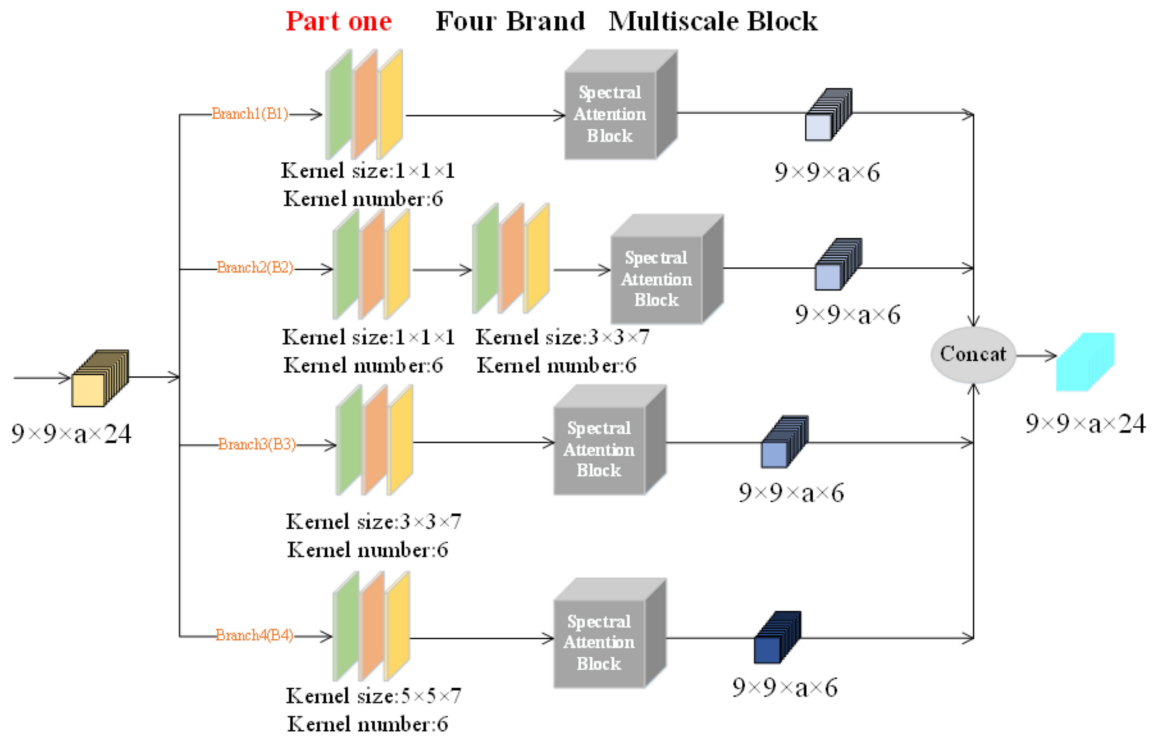 Part one Four Brand Multiscale Block
Branch1(B1)
Spectral
Attention
Block
9×9×a×6
Kernel size:1×1×1
Kernel number:6
Branch2(B2)
Spectral
Attention
Block
9×9×a×6
Kernel size:1×1×1
Kernel number:6
Kernel size:3×3×7
Kernel number:6
9×9×a×24
Concat
9×9×a×24
Branch3(B3)
Spectral
Attention
Block
9×9×a×6
Kernel size:3×3×7
Kernel number:6
Branch4(B4)
Spectral
Attention
Block
9×9×a×6
Kernel size:5×5×7
Kernel number:6